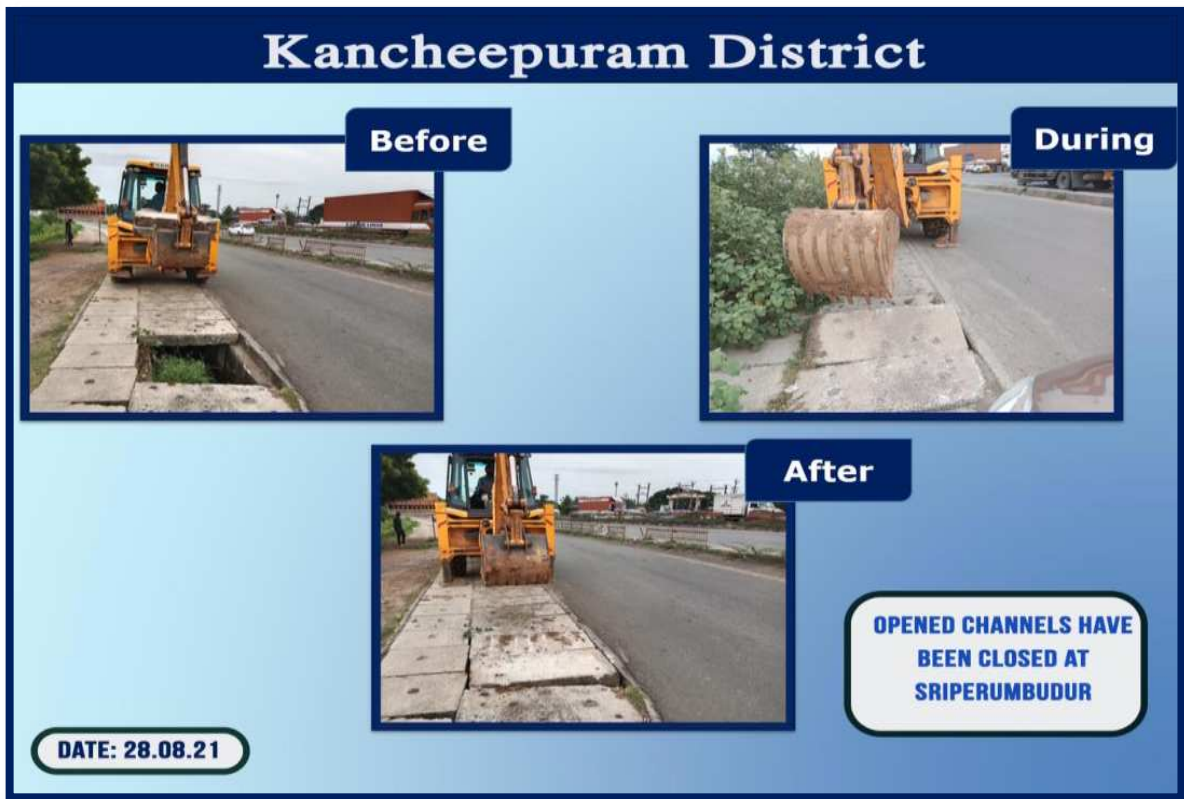 Kancheepuram District
Before
During
After
OPENED CHANNELS HAVE
BEEN CLOSED AT
SRIPERUMBUDUR
DATE: 28.08.21